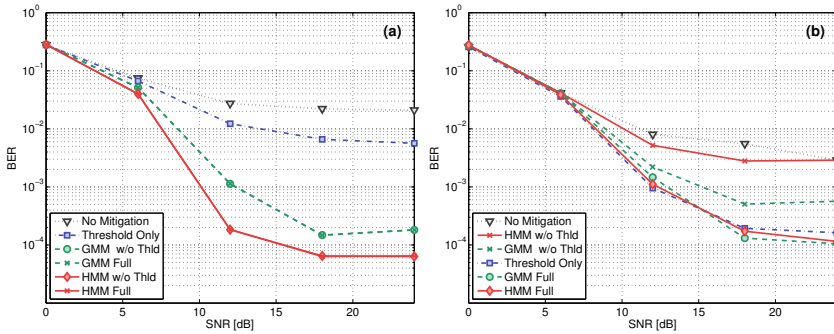 (a)
10^0
10^-1
10^-2
10^-3
10^-4
BER
0
5
10
15
20
SNR [dB]
No Mitigation
Threshold Only
GMM w/o Thld
GMM Full
HMM w/o Thld
HMM Full
(b)
10^0
10^-1
10^-2
10^-3
10^-4
BER
0
5
10
15
20
SNR [dB]
No Mitigation
HMM w/o Thld
GMM w/o Thld
Threshold Only
GMM Full
HMM Full